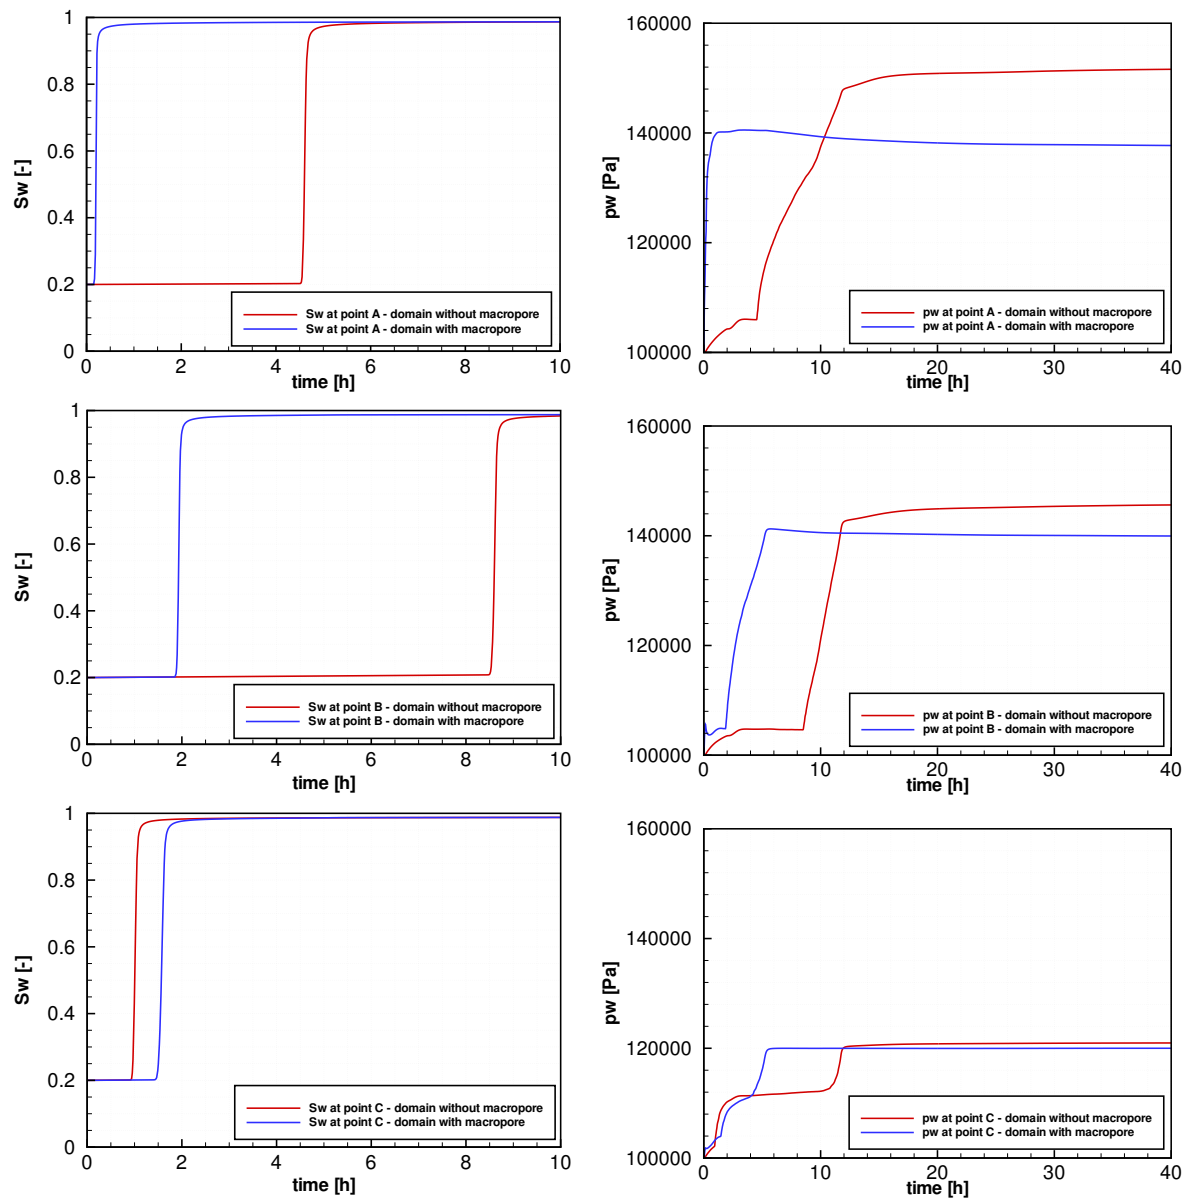 1
0.8
0.6
0.4
0.2
0
Sw [-]
0 2 4 6 8 10
time [h]
Sw at point A - domain without macropore
Sw at point A - domain with macropore
160000
140000
120000
100000
pw [Pa]
0 10 20 30 40
time [h]
pw at point A - domain without macropore
pw at point A - domain with macropore
1
0.8
0.6
0.4
0.2
0
Sw [-]
0 2 4 6 8 10
time [h]
Sw at point B - domain without macropore
Sw at point B - domain with macropore
160000
140000
120000
100000
pw [Pa]
0 10 20 30 40
time [h]
pw at point B - domain without macropore
pw at point B - domain with macropore
1
0.8
0.6
0.4
0.2
0
Sw [-]
0 2 4 6 8 10
time [h]
Sw at point C - domain without macropore
Sw at point C - domain with macropore
160000
140000
120000
100000
pw [Pa]
0 10 20 30 40
time [h]
pw at point C - domain without macropore
pw at point C - domain with macropore